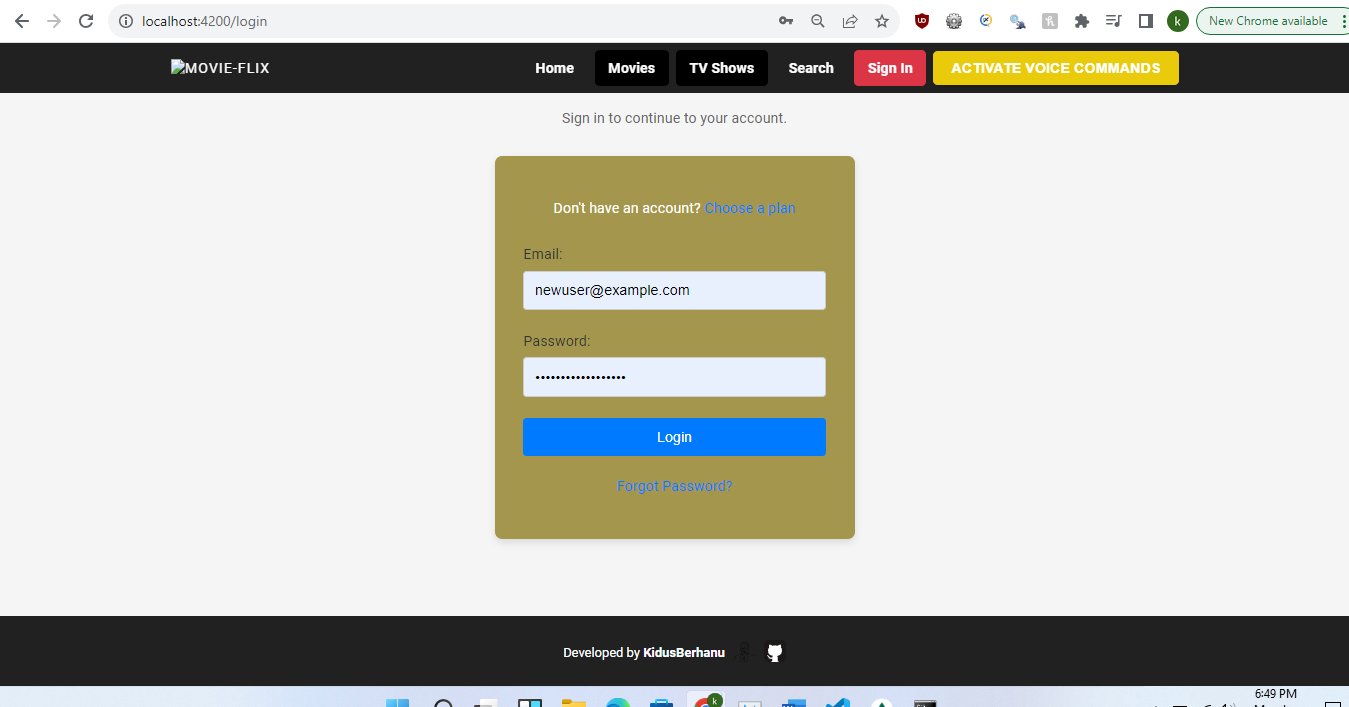 localhost:4200/login
k
New Chrome available
MOVIE-FLIX
Home Movies TV Shows Search Sign In ACTIVATE VOICE COMMANDS
Sign in to continue to your account.
Don't have an account? Choose a plan
Email:
newuser@example.com
Password:
••••••••••••••••••
Login
Forgot Password?
Developed by KidusBerhanu
k
6:49 PM